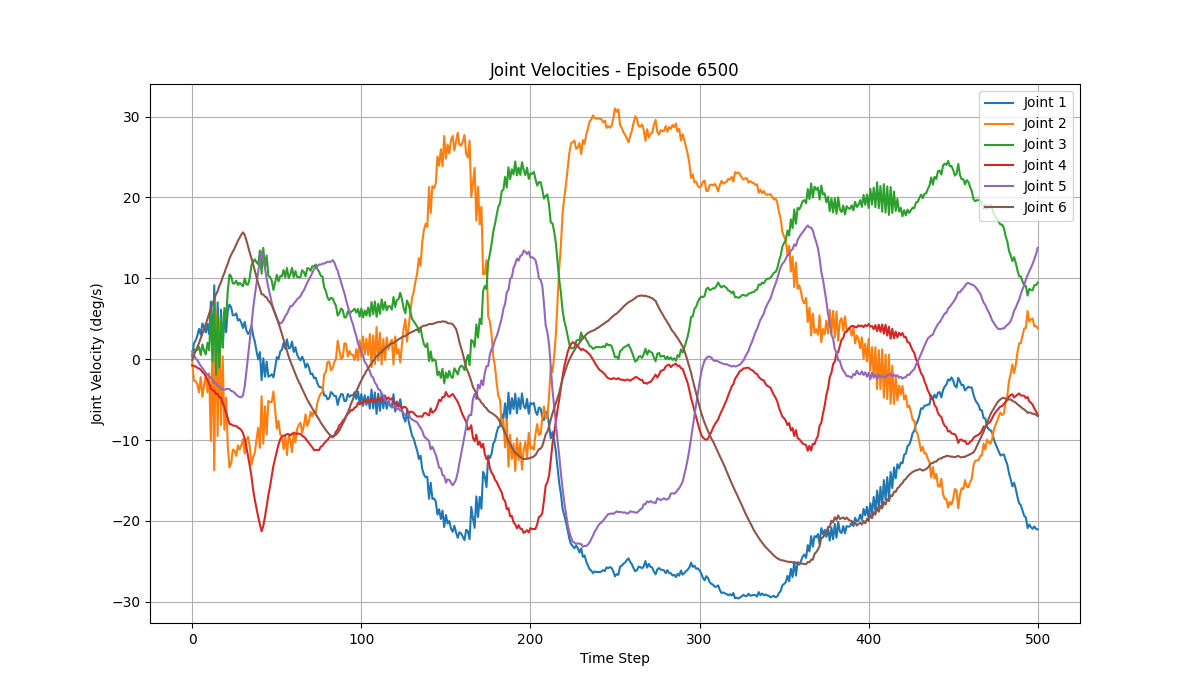 Joint Velocities - Episode 6500
Joint Velocity (deg/s)
30
20
10
0
−10
−20
−30
0
100
200
300
400
500
Time Step
Joint 1
Joint 2
Joint 3
Joint 4
Joint 5
Joint 6